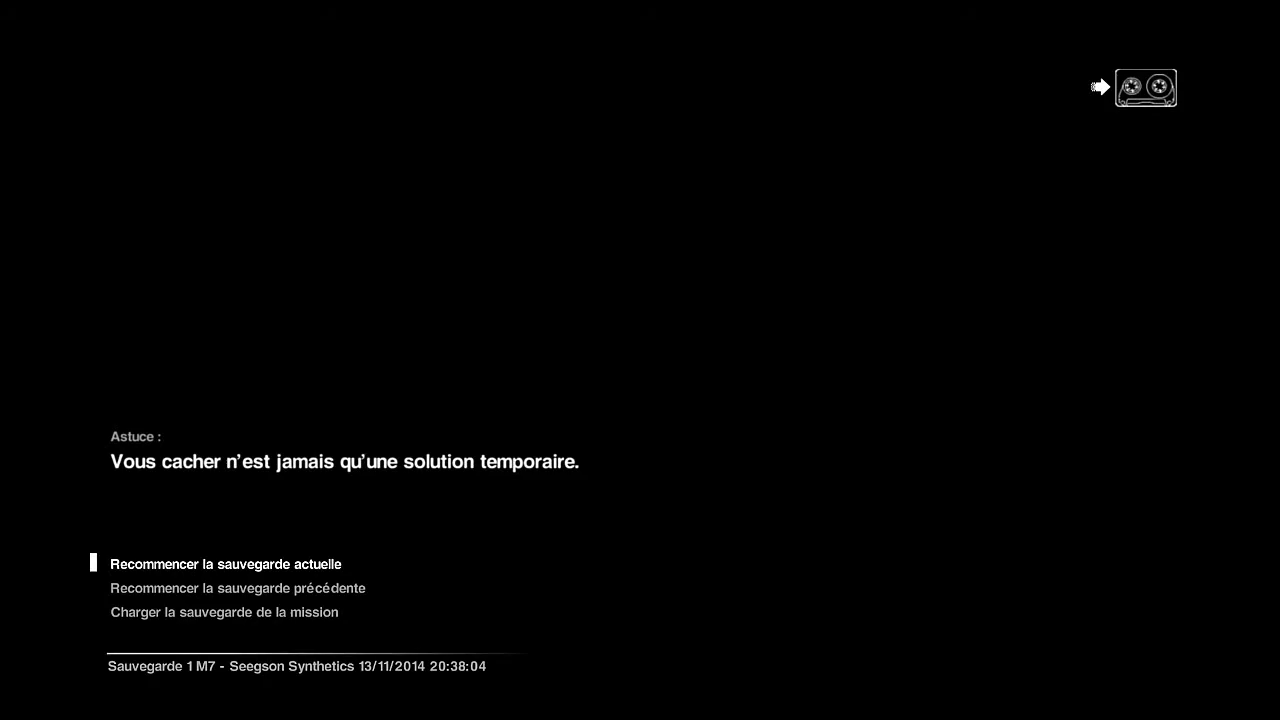 Astuce :
Vous cacher n'est jamais qu'une solution temporaire.
Recommencer la sauvegarde actuelle
Recommencer la sauvegarde précédente
Charger la sauvegarde de la mission
Sauvegarde 1 M7 - Seegson Synthetics 13/11/2014 20:38:04